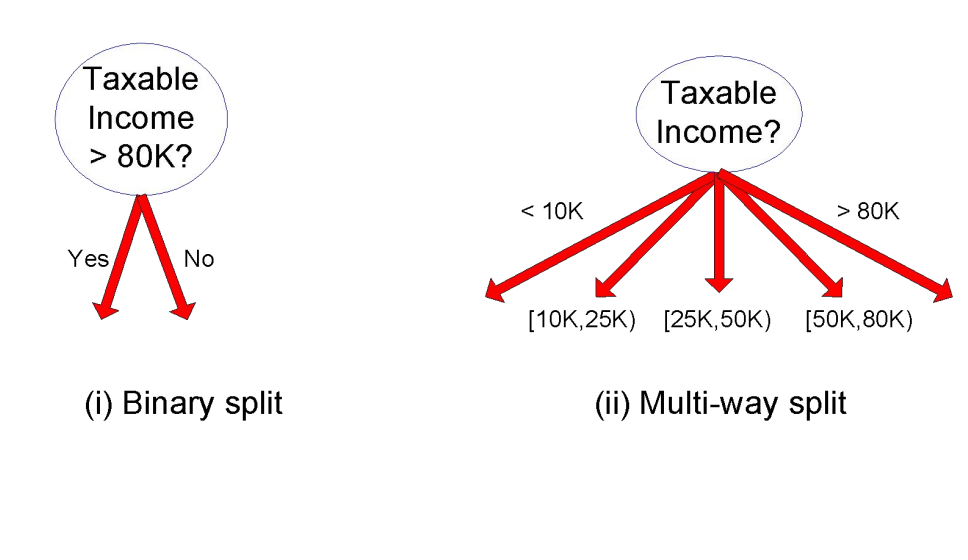 Taxable
Income
> 80K?
Yes
No
(i) Binary split
Taxable
Income?
< 10K
> 80K
[10K,25K)
[25K,50K)
[50K,80K)
(ii) Multi-way split